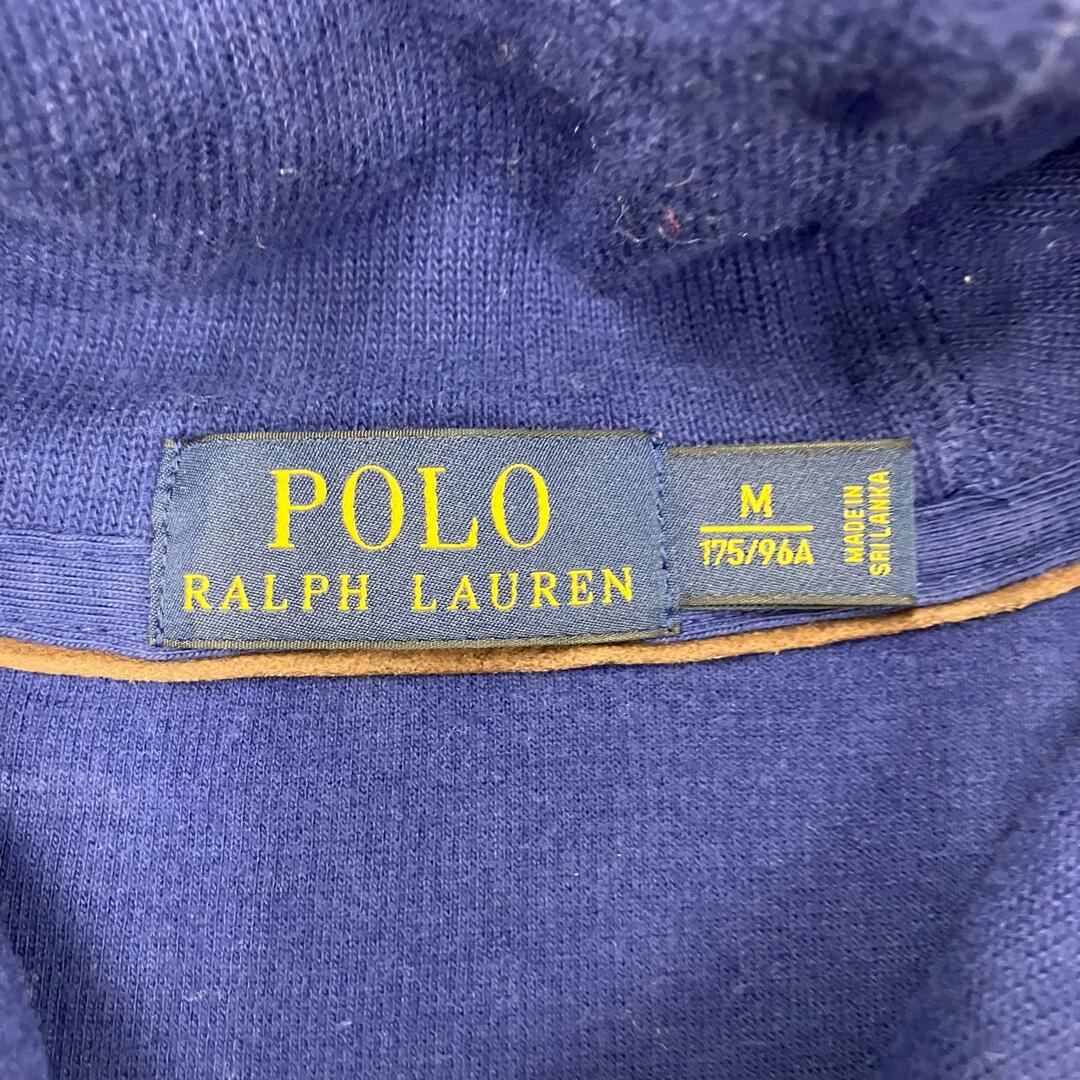 POLO
RALPH LAUREN
M
175/96A
MADE IN
SRI LANKA